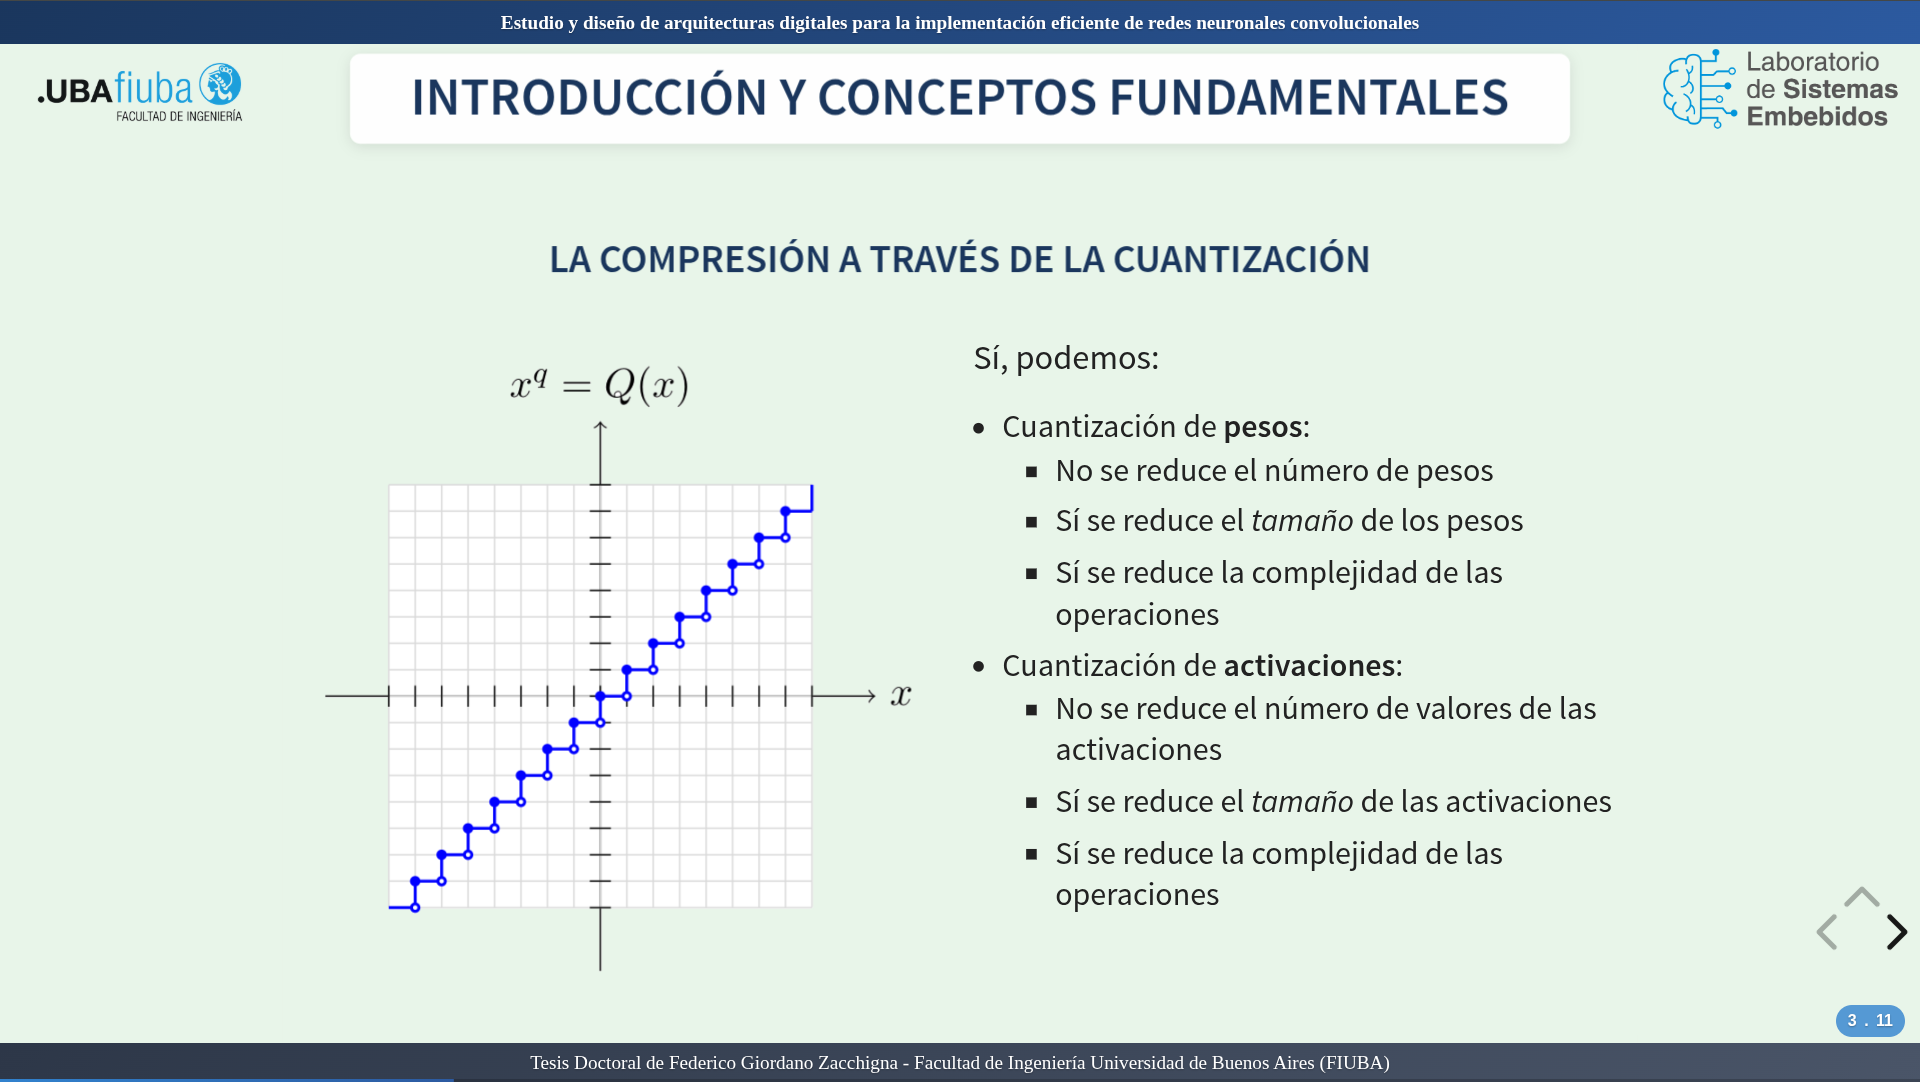 Estudio y diseño de arquitecturas digitales para la implementación eficiente de redes neuronales convolucionales
.UBAfiuba
FACULTAD DE INGENIERÍA
INTRODUCCIÓN Y CONCEPTOS FUNDAMENTALES
Laboratorio
de Sistemas
Embebidos
LA COMPRESIÓN A TRAVÉS DE LA CUANTIZACIÓN
x^q = Q(x)
x
Sí, podemos:
• Cuantización de pesos:
▪ No se reduce el número de pesos
▪ Sí se reduce el tamaño de los pesos
▪ Sí se reduce la complejidad de las
operaciones
• Cuantización de activaciones:
▪ No se reduce el número de valores de las
activaciones
▪ Sí se reduce el tamaño de las activaciones
▪ Sí se reduce la complejidad de las
operaciones
3 . 11
Tesis Doctoral de Federico Giordano Zacchigna - Facultad de Ingeniería Universidad de Buenos Aires (FIUBA)